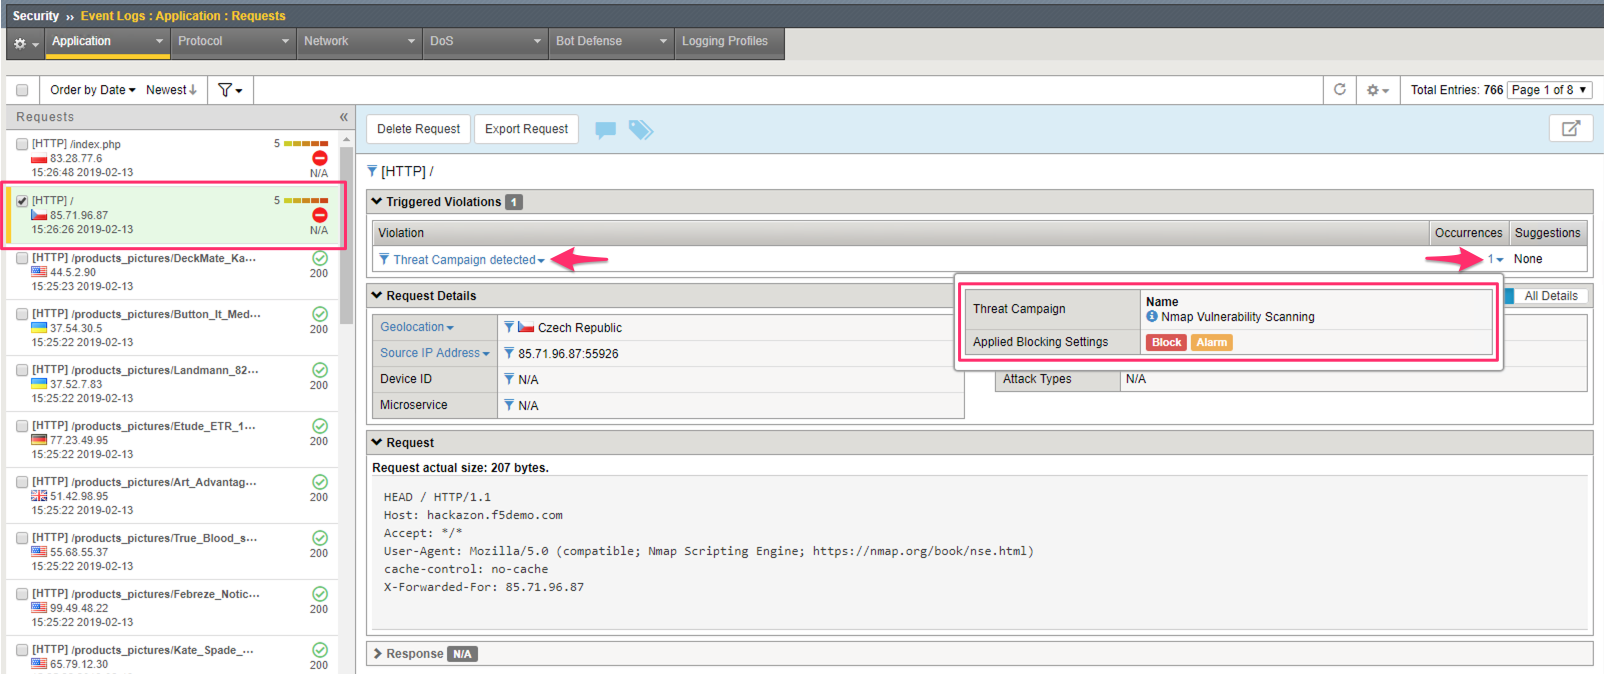 Security ›› Event Logs : Application : Requests
Application Protocol Network DoS Bot Defense Logging Profiles
Order by Date Newest Total Entries: 766 Page 1 of 8
Requests
[HTTP] /index.php 5
83.28.77.6
15:26:48 2019-02-13 N/A
[HTTP] / 5
85.71.96.87
15:26:26 2019-02-13 N/A
[HTTP] /products_pictures/DeckMate_Ka...
44.5.2.90 200
15:25:23 2019-02-13
[HTTP] /products_pictures/Button_It_Med...
37.54.30.5 200
15:25:22 2019-02-13
[HTTP] /products_pictures/Landmann_82...
37.52.7.83 200
15:25:22 2019-02-13
[HTTP] /products_pictures/Etude_ETR_1...
77.23.49.95 200
15:25:22 2019-02-13
[HTTP] /products_pictures/Art_Advantag...
51.42.98.95 200
15:25:22 2019-02-13
[HTTP] /products_pictures/True_Blood_s...
55.68.55.37 200
15:25:22 2019-02-13
[HTTP] /products_pictures/Febreze_Notic...
99.49.48.22 200
15:25:22 2019-02-13
[HTTP] /products_pictures/Kate_Spade_...
65.79.12.30 200
Delete Request Export Request
[HTTP] /
Triggered Violations 1
Violation Occurrences Suggestions
Threat Campaign detected 1 None
Request Details All Details
Geolocation Czech Republic
Source IP Address 85.71.96.87:55926
Device ID N/A
Microservice N/A
Threat Campaign Name
Nmap Vulnerability Scanning
Applied Blocking Settings Block Alarm
Attack Types N/A
Request
Request actual size: 207 bytes.
HEAD / HTTP/1.1
Host: hackazon.f5demo.com
Accept: */*
User-Agent: Mozilla/5.0 (compatible; Nmap Scripting Engine; https://nmap.org/book/nse.html)
cache-control: no-cache
X-Forwarded-For: 85.71.96.87
Response N/A